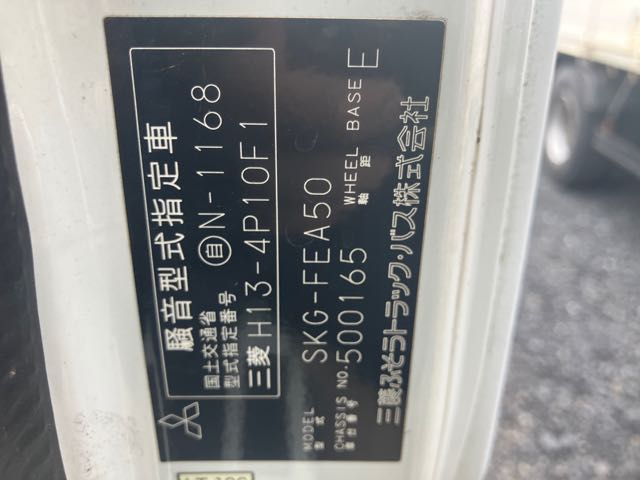 騒音型式指定車
国土交通省 自N-1168
型式指定番号
三菱 H13-4P10F1
MODEL SKG-FEA50
型式
CHASSIS NO. 500165 WHEEL BASE E
車台番号 軸距
三菱ふそうトラック・バス株式会社